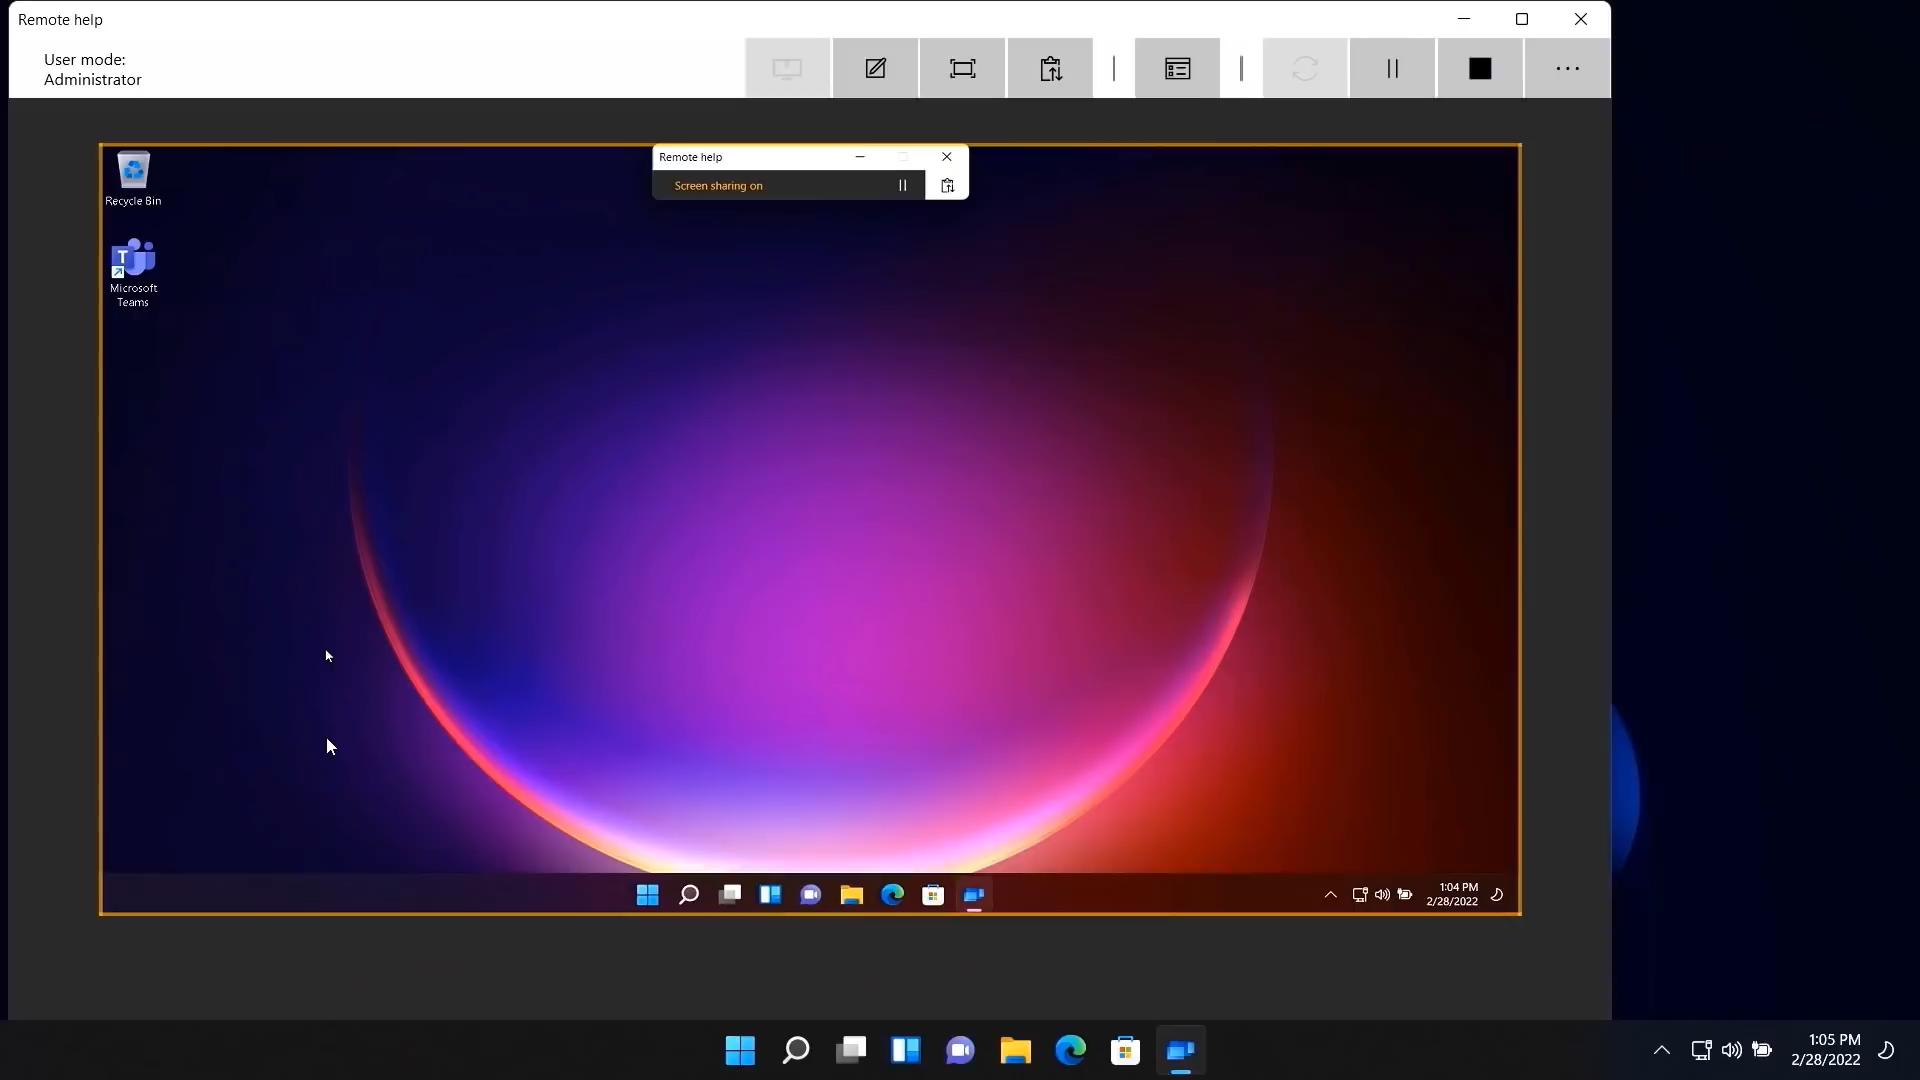 Remote help
User mode:
Administrator
Recycle Bin
Remote help
Screen sharing on
Microsoft
Teams
1:04 PM
2/28/2022
1:05 PM
2/28/2022